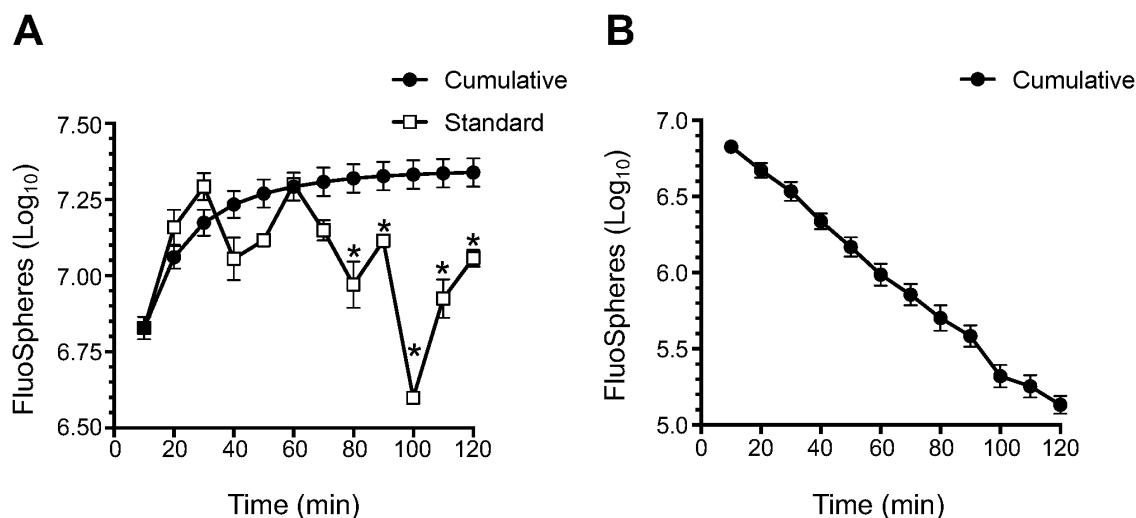 A
Cumulative
Standard
FluoSpheres (Log10)
7.50
7.25
7.00
6.75
6.50
*
*
*
*
*
0 20 40 60 80 100 120
Time (min)
B
Cumulative
FluoSpheres (Log10)
7.0
6.5
6.0
5.5
5.0
0 20 40 60 80 100 120
Time (min)